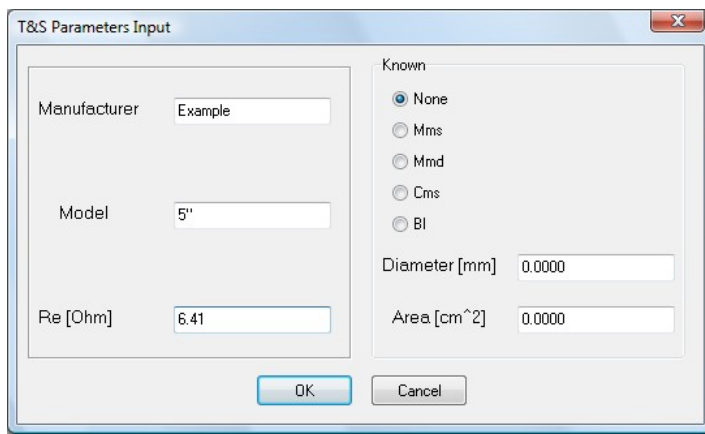 T&S Parameters Input
Manufacturer
Example
Model
5"
Re [Ohm]
6.41
Known
None
Mms
Mmd
Cms
Bl
Diameter [mm]
0.0000
Area [cm^2]
0.0000
OK
Cancel